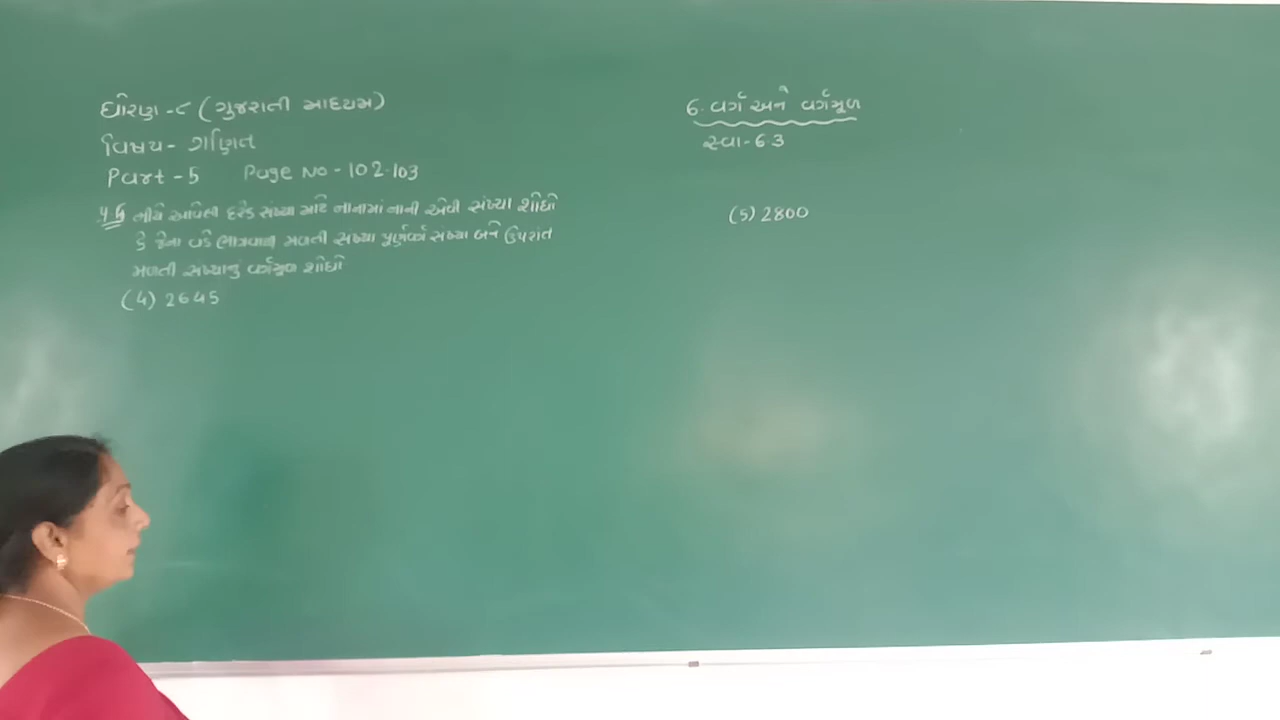 ધોરણ -૮ (ગુજરાતી માધ્યમ)
વિષય - ગણિત
Part - 5 Page No - 102-103
નીચે આપેલી દરેક સંખ્યા માટે નાનામાં નાની એવી સંખ્યા શોધો
કે જેના વડે ભાગવાથી મળતી સંખ્યા પૂર્ણવર્ગ સંખ્યા બને ઉપરાંત
મળતી સંખ્યાનું વર્ગમૂળ શોધો
(4) 2645
6. વર્ગ અને વર્ગમૂળ
સ્વા - 6 3
(5) 2800